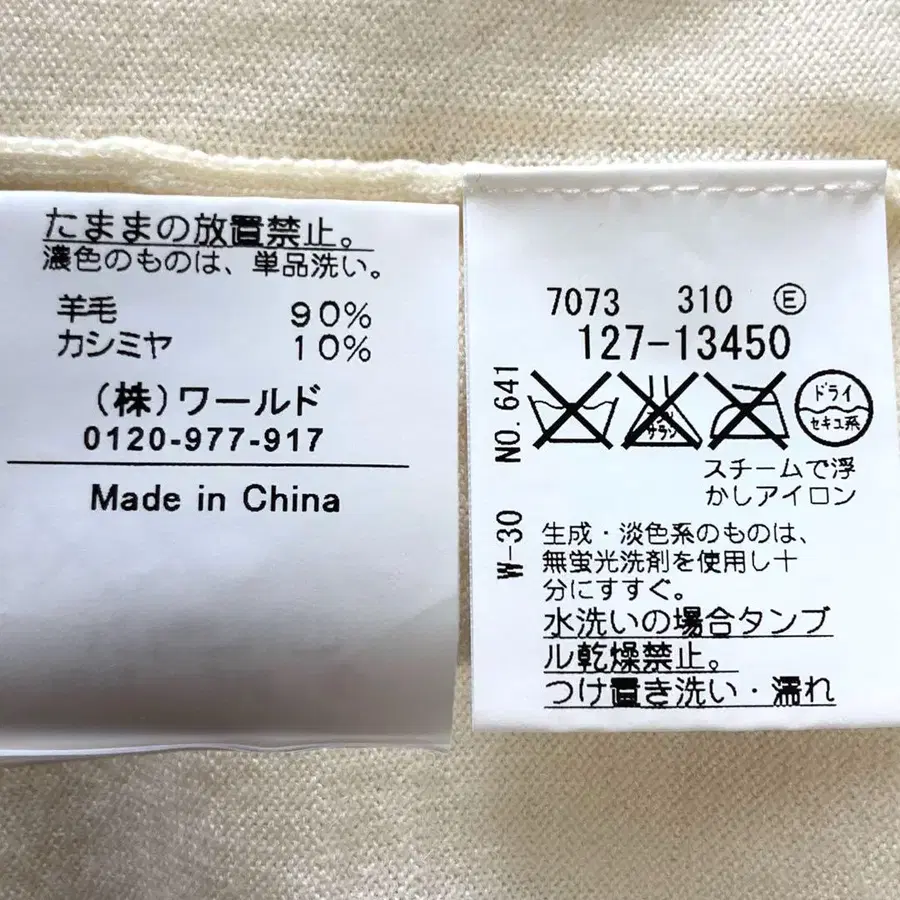 たままの放置禁止。
濃色のものは、単品洗い。
羊毛 90%
カシミヤ 10%
(株)ワールド
0120-977-917
Made in China
7073 310 Ⓔ
127-13450
NO.641
W-30
サラシ
ドライ
セキユ系
スチームで浮
かしアイロン
生成・淡色系のものは、
無蛍光洗剤を使用し十
分にすすぐ。
水洗いの場合タンブ
ル乾燥禁止。
つけ置き洗い・濡れ